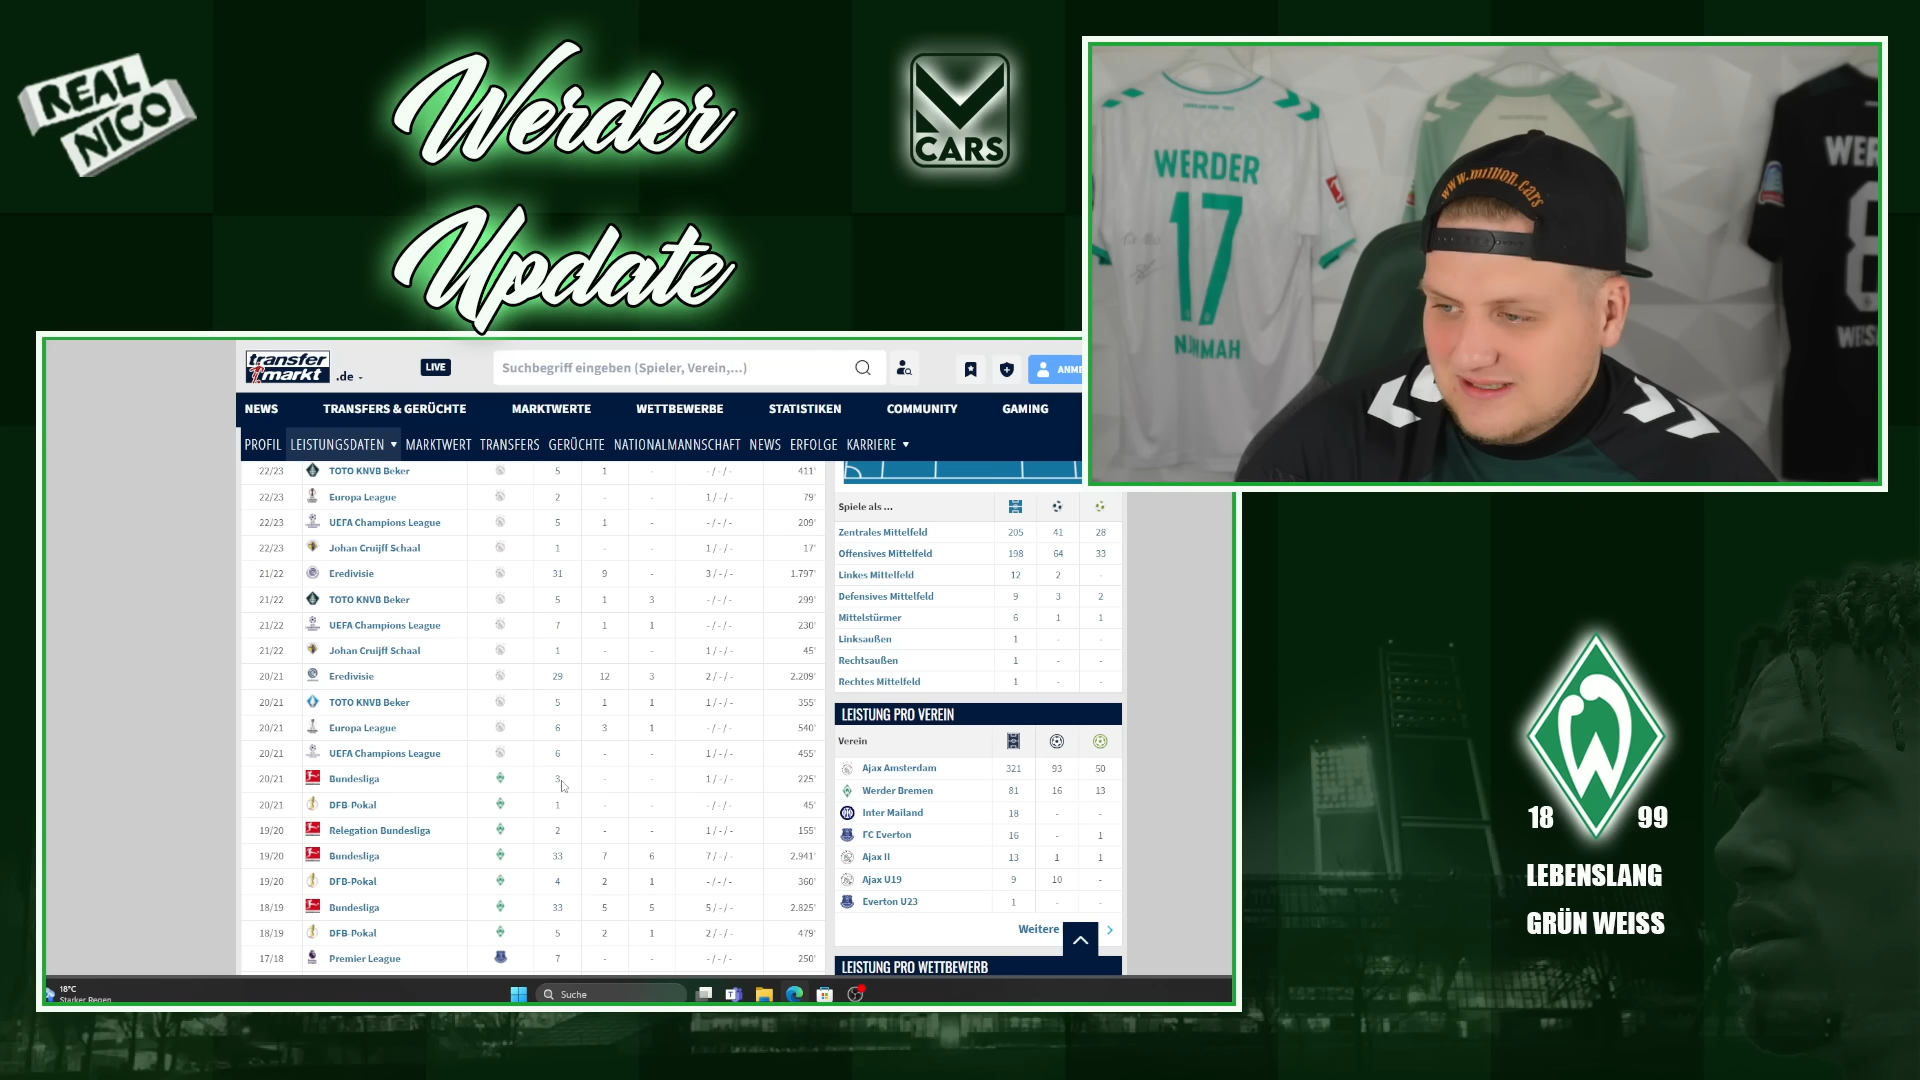 REAL
NICO
Werder
Update
CARS
WERDER
17
NJINMAH
www.million.cars
WER
8
WEIS
transfer
markt
.de
LIVE
Suchbegriff eingeben (Spieler, Verein,...)
ANME
NEWS TRANSFERS & GERÜCHTE MARKTWERTE WETTBEWERBE STATISTIKEN COMMUNITY GAMING
PROFIL LEISTUNGSDATEN MARKTWERT TRANSFERS GERÜCHTE NATIONALMANNSCHAFT NEWS ERFOLGE KARRIERE
22/23 TOTO KNVB Beker 5 1 - - / - / - 411'
22/23 Europa League 2 - - 1 / - / - 79'
22/23 UEFA Champions League 5 1 - - / - / - 209'
22/23 Johan Cruijff Schaal 1 - - 1 / - / - 17'
21/22 Eredivisie 31 9 - 3 / - / - 1.797'
21/22 TOTO KNVB Beker 5 1 3 - / - / - 299'
21/22 UEFA Champions League 7 1 1 - / - / - 230'
21/22 Johan Cruijff Schaal 1 - - 1 / - / - 45'
20/21 Eredivisie 29 12 3 2 / - / - 2.209'
20/21 TOTO KNVB Beker 5 1 1 1 / - / - 355'
20/21 Europa League 6 3 1 - / - / - 540'
20/21 UEFA Champions League 6 - - 1 / - / - 455'
20/21 Bundesliga 3 - - 1 / - / - 225'
20/21 DFB-Pokal 1 - - - / - / - 45'
19/20 Relegation Bundesliga 2 - - 1 / - / - 155'
19/20 Bundesliga 33 7 6 7 / - / - 2.941'
19/20 DFB-Pokal 4 2 1 - / - / - 360'
18/19 Bundesliga 33 5 5 5 / - / - 2.825'
18/19 DFB-Pokal 5 2 1 2 / - / - 479'
17/18 Premier League 7 - - - / - / - 250'
Spiele als ...
Zentrales Mittelfeld 205 41 28
Offensives Mittelfeld 198 64 33
Linkes Mittelfeld 12 2 -
Defensives Mittelfeld 9 3 2
Mittelstürmer 6 1 1
Linksaußen 1 - -
Rechtsaußen 1 - -
Rechtes Mittelfeld 1 - -
LEISTUNG PRO VEREIN
Verein
Ajax Amsterdam 321 93 50
Werder Bremen 81 16 13
Inter Mailand 18 - -
FC Everton 16 - 1
Ajax II 13 1 1
Ajax U19 9 10 -
Everton U23 1 - -
Weitere
LEISTUNG PRO WETTBEWERB
18°C
Starker Regen
Suche
W
18 99
LEBENSLANG
GRÜN WEISS